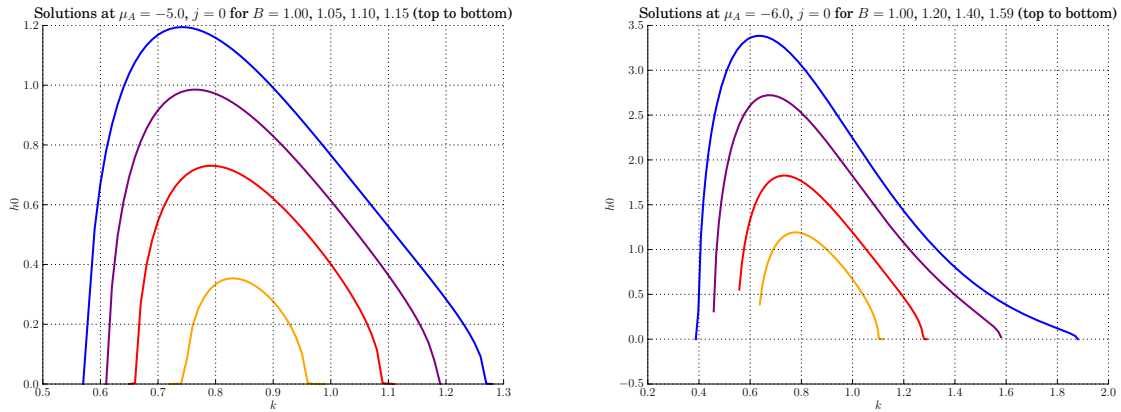 Solutions at μ_A = −5.0, j = 0 for B = 1.00, 1.05, 1.10, 1.15 (top to bottom)
1.2
1.0
0.8
0.6
0.4
0.2
0.0
h0
0.5 0.6 0.7 0.8 0.9 1.0 1.1 1.2 1.3
k
Solutions at μ_A = −6.0, j = 0 for B = 1.00, 1.20, 1.40, 1.59 (top to bottom)
3.5
3.0
2.5
2.0
1.5
1.0
0.5
0.0
−0.5
h0
0.2 0.4 0.6 0.8 1.0 1.2 1.4 1.6 1.8 2.0
k